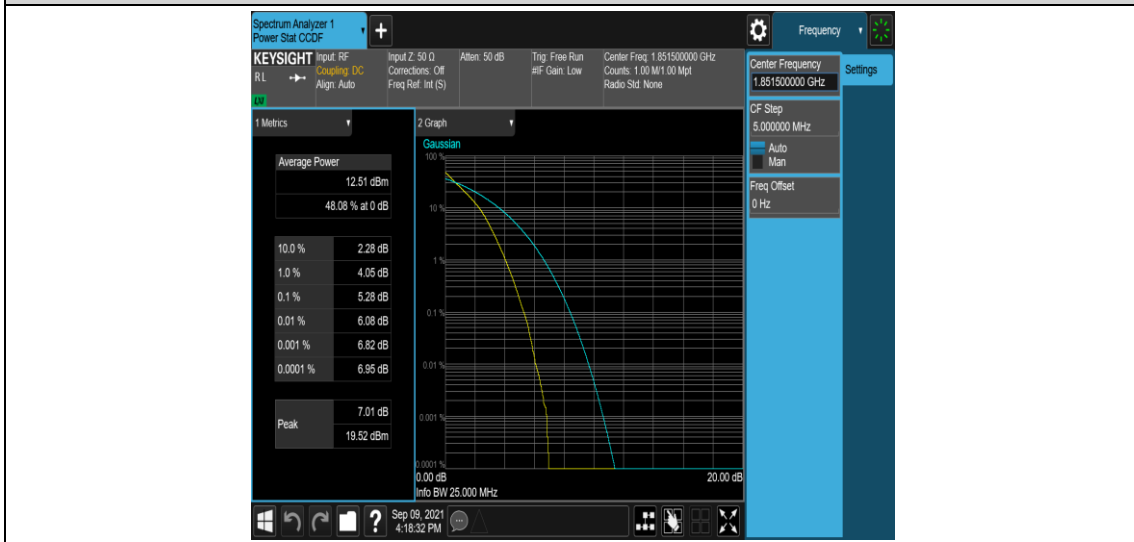 Spectrum Analyzer 1
Power Stat CCDF
Frequency
KEYSIGHT
RL
Input: RF
Coupling: DC
Align: Auto
Input Z: 50 Ω
Corrections: Off
Freq Ref: Int (S)
Atten: 50 dB
Trig: Free Run
#IF Gain: Low
Center Freq: 1.851500000 GHz
Counts: 1.00 M/1.00 Mpt
Radio Std: None
Center Frequency
1.851500000 GHz
Settings
CF Step
5.000000 MHz
Auto
Man
Freq Offset
0 Hz
1 Metrics
Average Power
12.51 dBm
48.08 % at 0 dB
10.0 % 2.28 dB
1.0 % 4.05 dB
0.1 % 5.28 dB
0.01 % 6.08 dB
0.001 % 6.82 dB
0.0001 % 6.95 dB
Peak
7.01 dB
19.52 dBm
2 Graph
Gaussian
100 %
10 %
1 %
0.1 %
0.01 %
0.001 %
0.0001 %
0.00 dB 20.00 dB
Info BW 25.000 MHz
?
Sep 09, 2021
4:18:32 PM